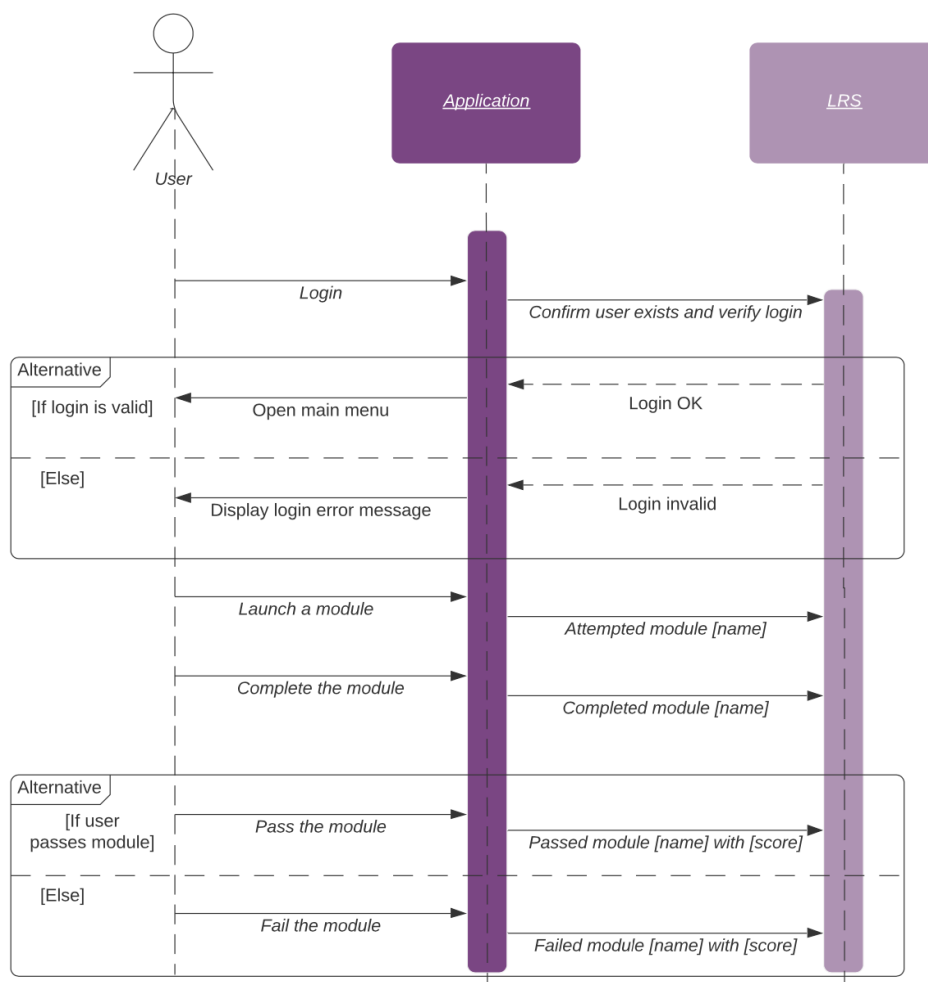 Application
LRS
User
Login
Confirm user exists and verify login
Alternative
[If login is valid]
Open main menu
Login OK
[Else]
Display login error message
Login invalid
Launch a module
Attempted module [name]
Complete the module
Completed module [name]
Alternative
[If user
passes module]
Pass the module
Passed module [name] with [score]
[Else]
Fail the module
Failed module [name] with [score]